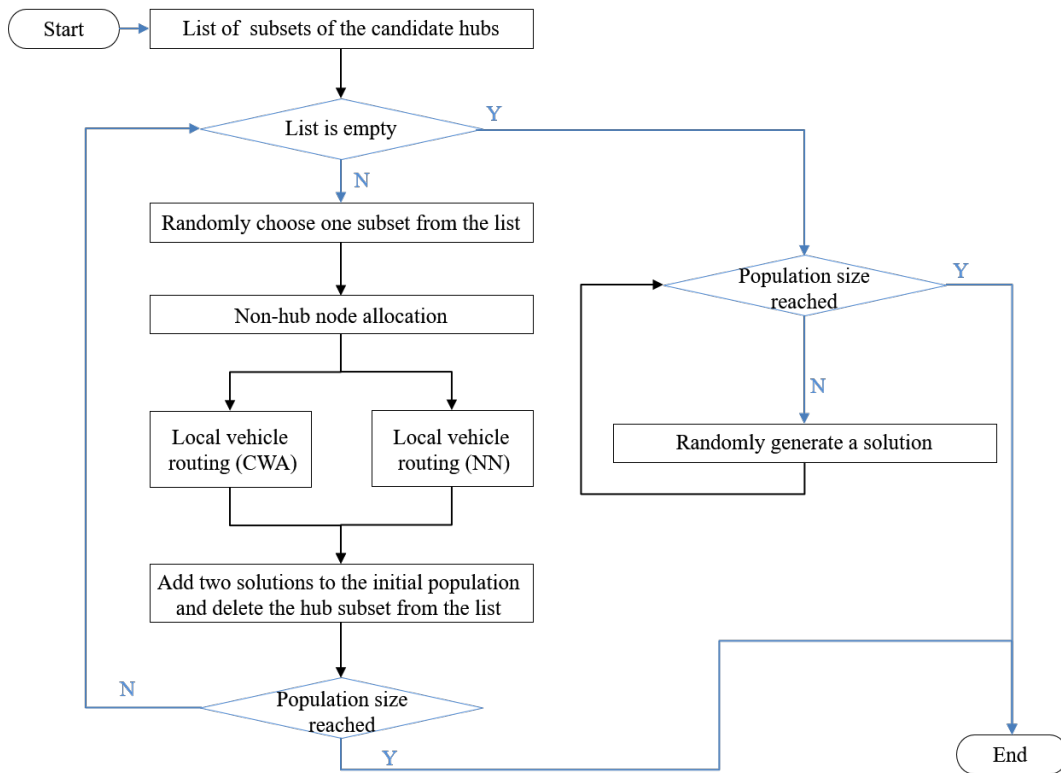 Start
List of subsets of the candidate hubs
List is empty
Y
N
Randomly choose one subset from the list
Non-hub node allocation
Local vehicle
routing (CWA)
Local vehicle
routing (NN)
Add two solutions to the initial population
and delete the hub subset from the list
Population size
reached
N
Y
Population size
reached
Y
N
Randomly generate a solution
End